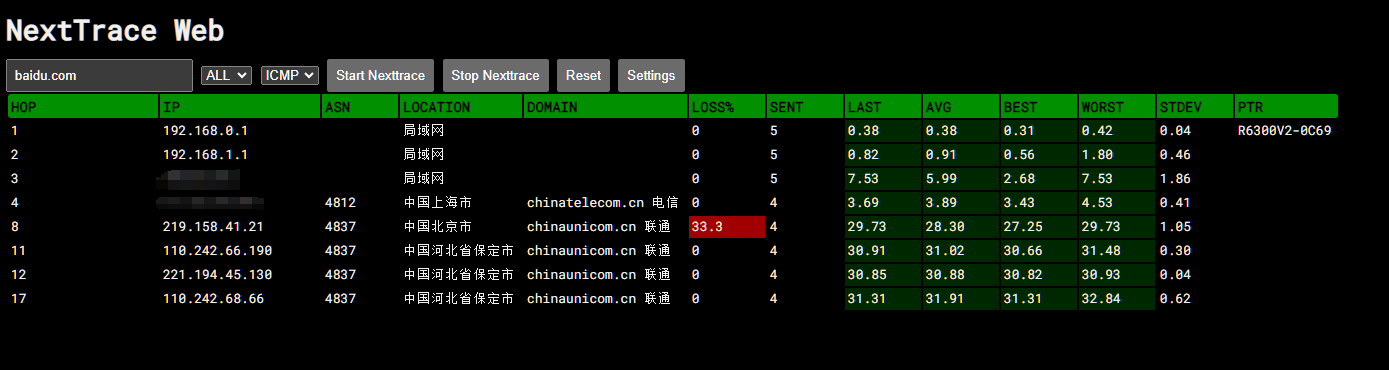 NextTrace Web
baidu.com ALL ICMP Start Nexttrace Stop Nexttrace Reset Settings
HOP IP ASN LOCATION DOMAIN LOSS% SENT LAST AVG BEST WORST STDEV PTR
1 192.168.0.1 局域网 0 5 0.38 0.38 0.31 0.42 0.04 R6300V2-0C69
2 192.168.1.1 局域网 0 5 0.82 0.91 0.56 1.80 0.46
3 局域网 0 5 7.53 5.99 2.68 7.53 1.86
4 4812 中国上海市 chinatelecom.cn 电信 0 4 3.69 3.89 3.43 4.53 0.41
8 219.158.41.21 4837 中国北京市 chinaunicom.cn 联通 33.3 4 29.73 28.30 27.25 29.73 1.05
11 110.242.66.190 4837 中国河北省保定市 chinaunicom.cn 联通 0 4 30.91 31.02 30.66 31.48 0.30
12 221.194.45.130 4837 中国河北省保定市 chinaunicom.cn 联通 0 4 30.85 30.88 30.82 30.93 0.04
17 110.242.68.66 4837 中国河北省保定市 chinaunicom.cn 联通 0 4 31.31 31.91 31.31 32.84 0.62